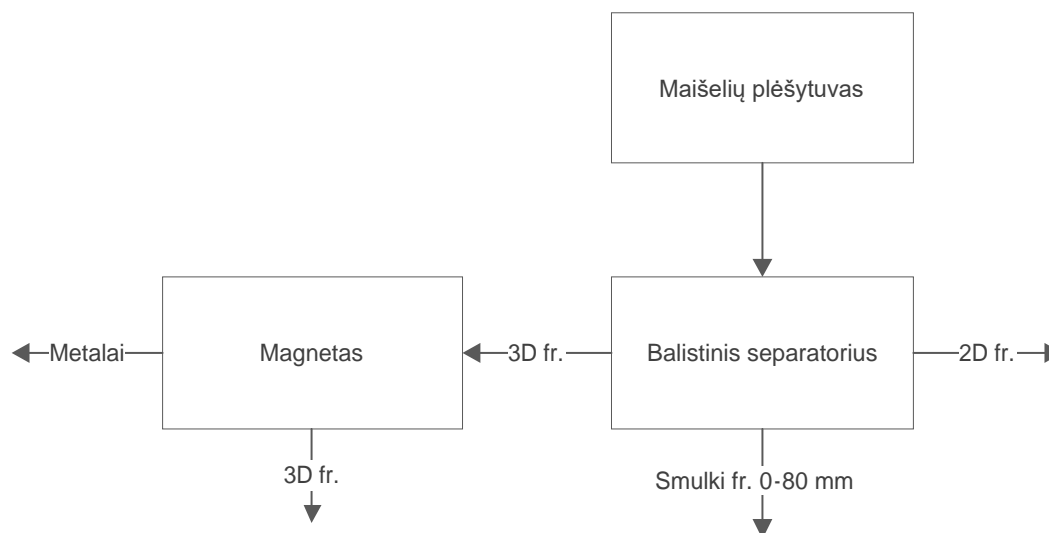 Maišelių plėšytuvas
Metalai
Magnetas
3D fr.
Balistinis separatorius
2D fr.
3D fr.
Smulki fr. 0-80 mm